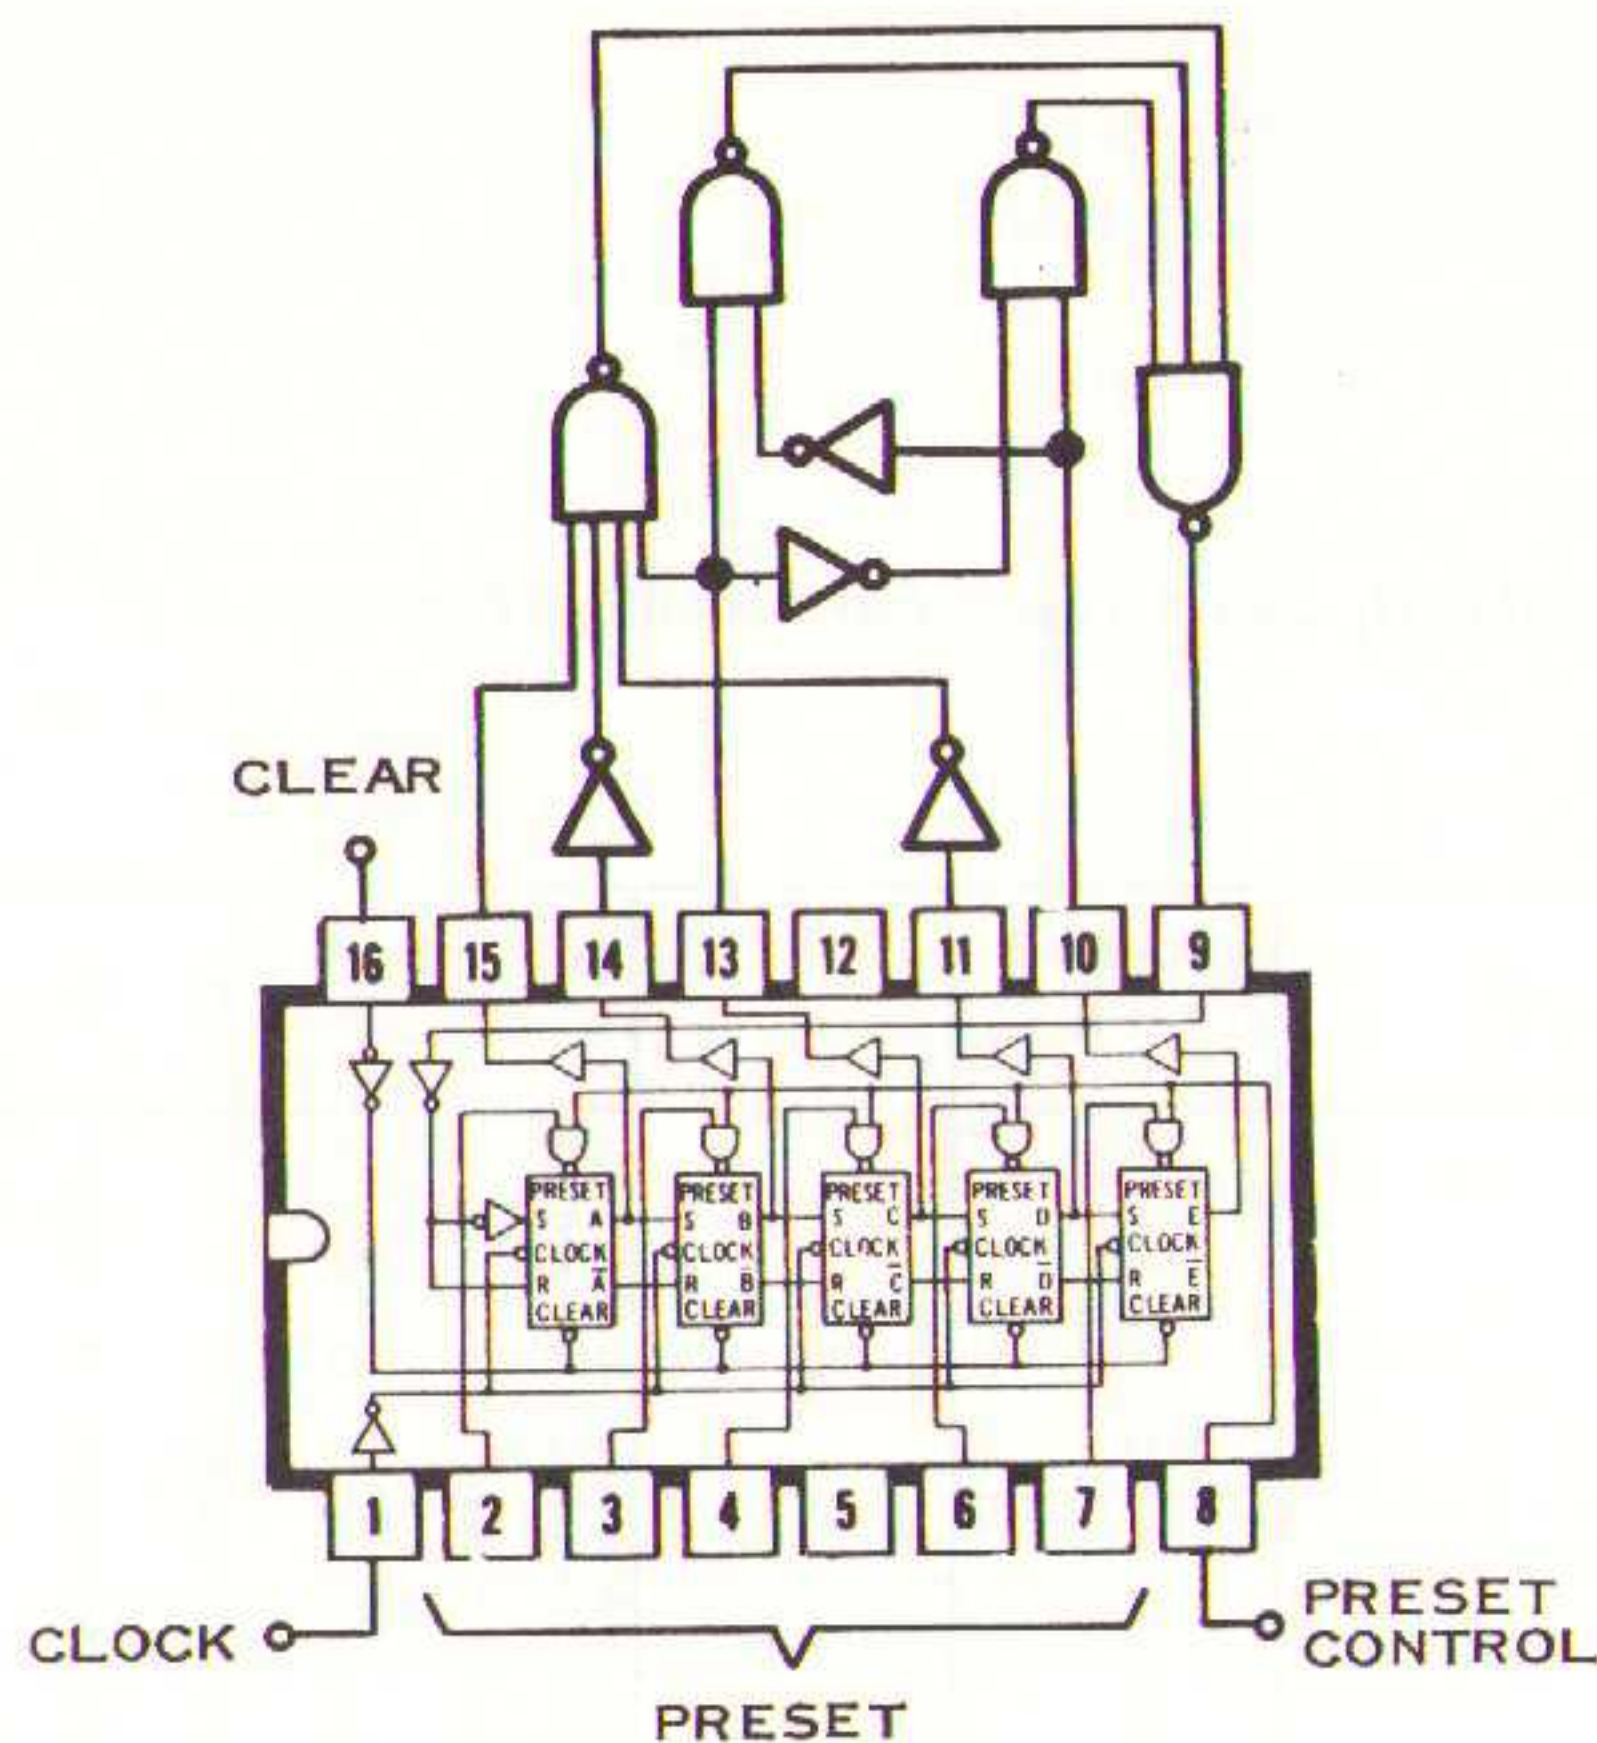 CLEAR
16 15 14 13 12 11 10 9
PRESET PRESET PRESET PRESET PRESET
S A S B S C S D S E
CLOCK CLOCK CLOCK CLOCK CLOCK
R A̅ R B̅ R C̅ R D̅ R E̅
CLEAR CLEAR CLEAR CLEAR CLEAR
1 2 3 4 5 6 7 8
CLOCK
PRESET
CONTROL
PRESET